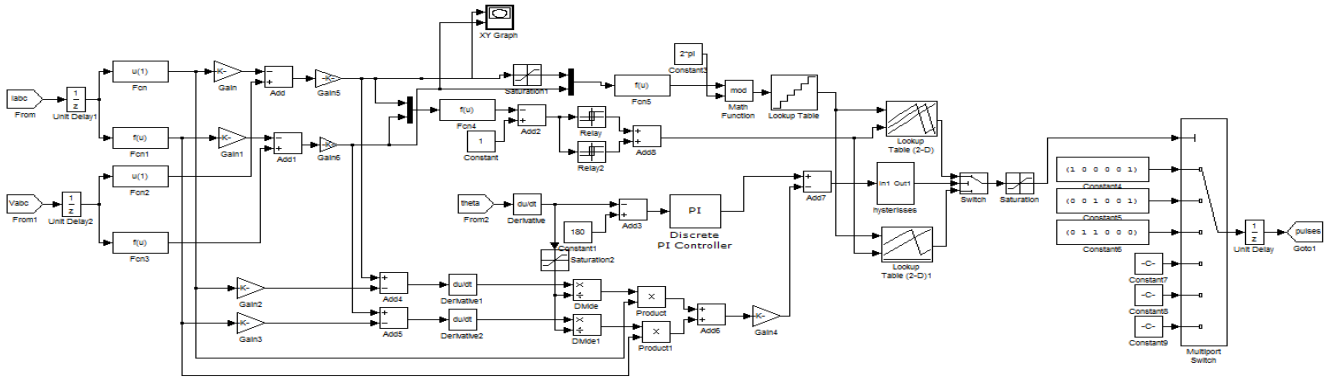 XY Graph
Iabc
From
1
z
Unit Delay1
u(1)
Fcn
f(u)
Fcn1
K-
Gain
K-
Gain1
Add
Add1
-K-
Gain5
K-
Gain6
Saturation1
f(u)
Fcn4
1
Constant
Add2
Relay
Relay2
Add8
f(u)
Fcn5
2*pi
Constant3
mod
Math
Function
Lookup Table
Lookup
Table (2-D)
Vabc
From1
1
z
Unit Delay2
u(1)
Fcn2
f(u)
Fcn3
theta
From2
du/dt
Derivative
180
Constant1
Add3
PI
Discrete
PI Controller
Saturation2
Add7
In1 Out1
hysterisses
Lookup
Table (2-D)1
Switch
Saturation
K-
Gain2
K-
Gain3
Add4
Add5
du/dt
Derivative1
du/dt
Derivative2
Divide
Divide1
Product
Product1
Add6
K-
Gain4
(1 0 0 0 0 1)
Constant4
(0 0 1 0 0 1)
Constant5
(0 1 1 0 0 0)
Constant6
-C-
Constant7
-C-
Constant8
-C-
Constant9
Multiport
Switch
1
z
Unit Delay
pulses
Goto1